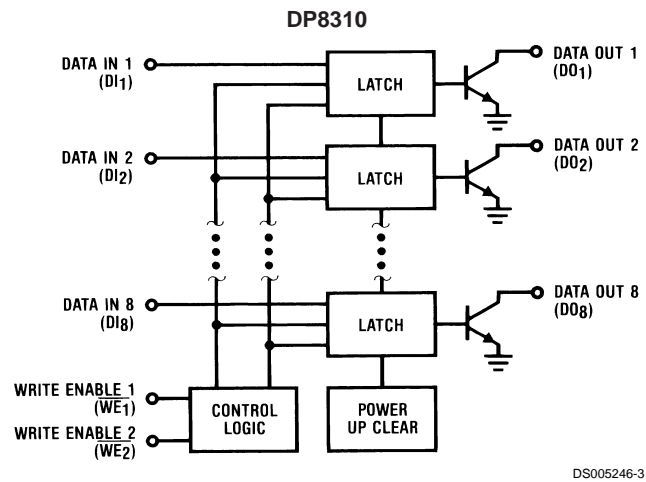 DP8310
DATA IN 1
(DI1)
LATCH
DATA OUT 1
(DO1)
DATA IN 2
(DI2)
LATCH
DATA OUT 2
(DO2)
DATA IN 8
(DI8)
LATCH
DATA OUT 8
(DO8)
WRITE ENABLE 1
(W̅E̅1)
WRITE ENABLE 2
(W̅E̅2)
CONTROL
LOGIC
POWER
UP CLEAR
DS005246-3